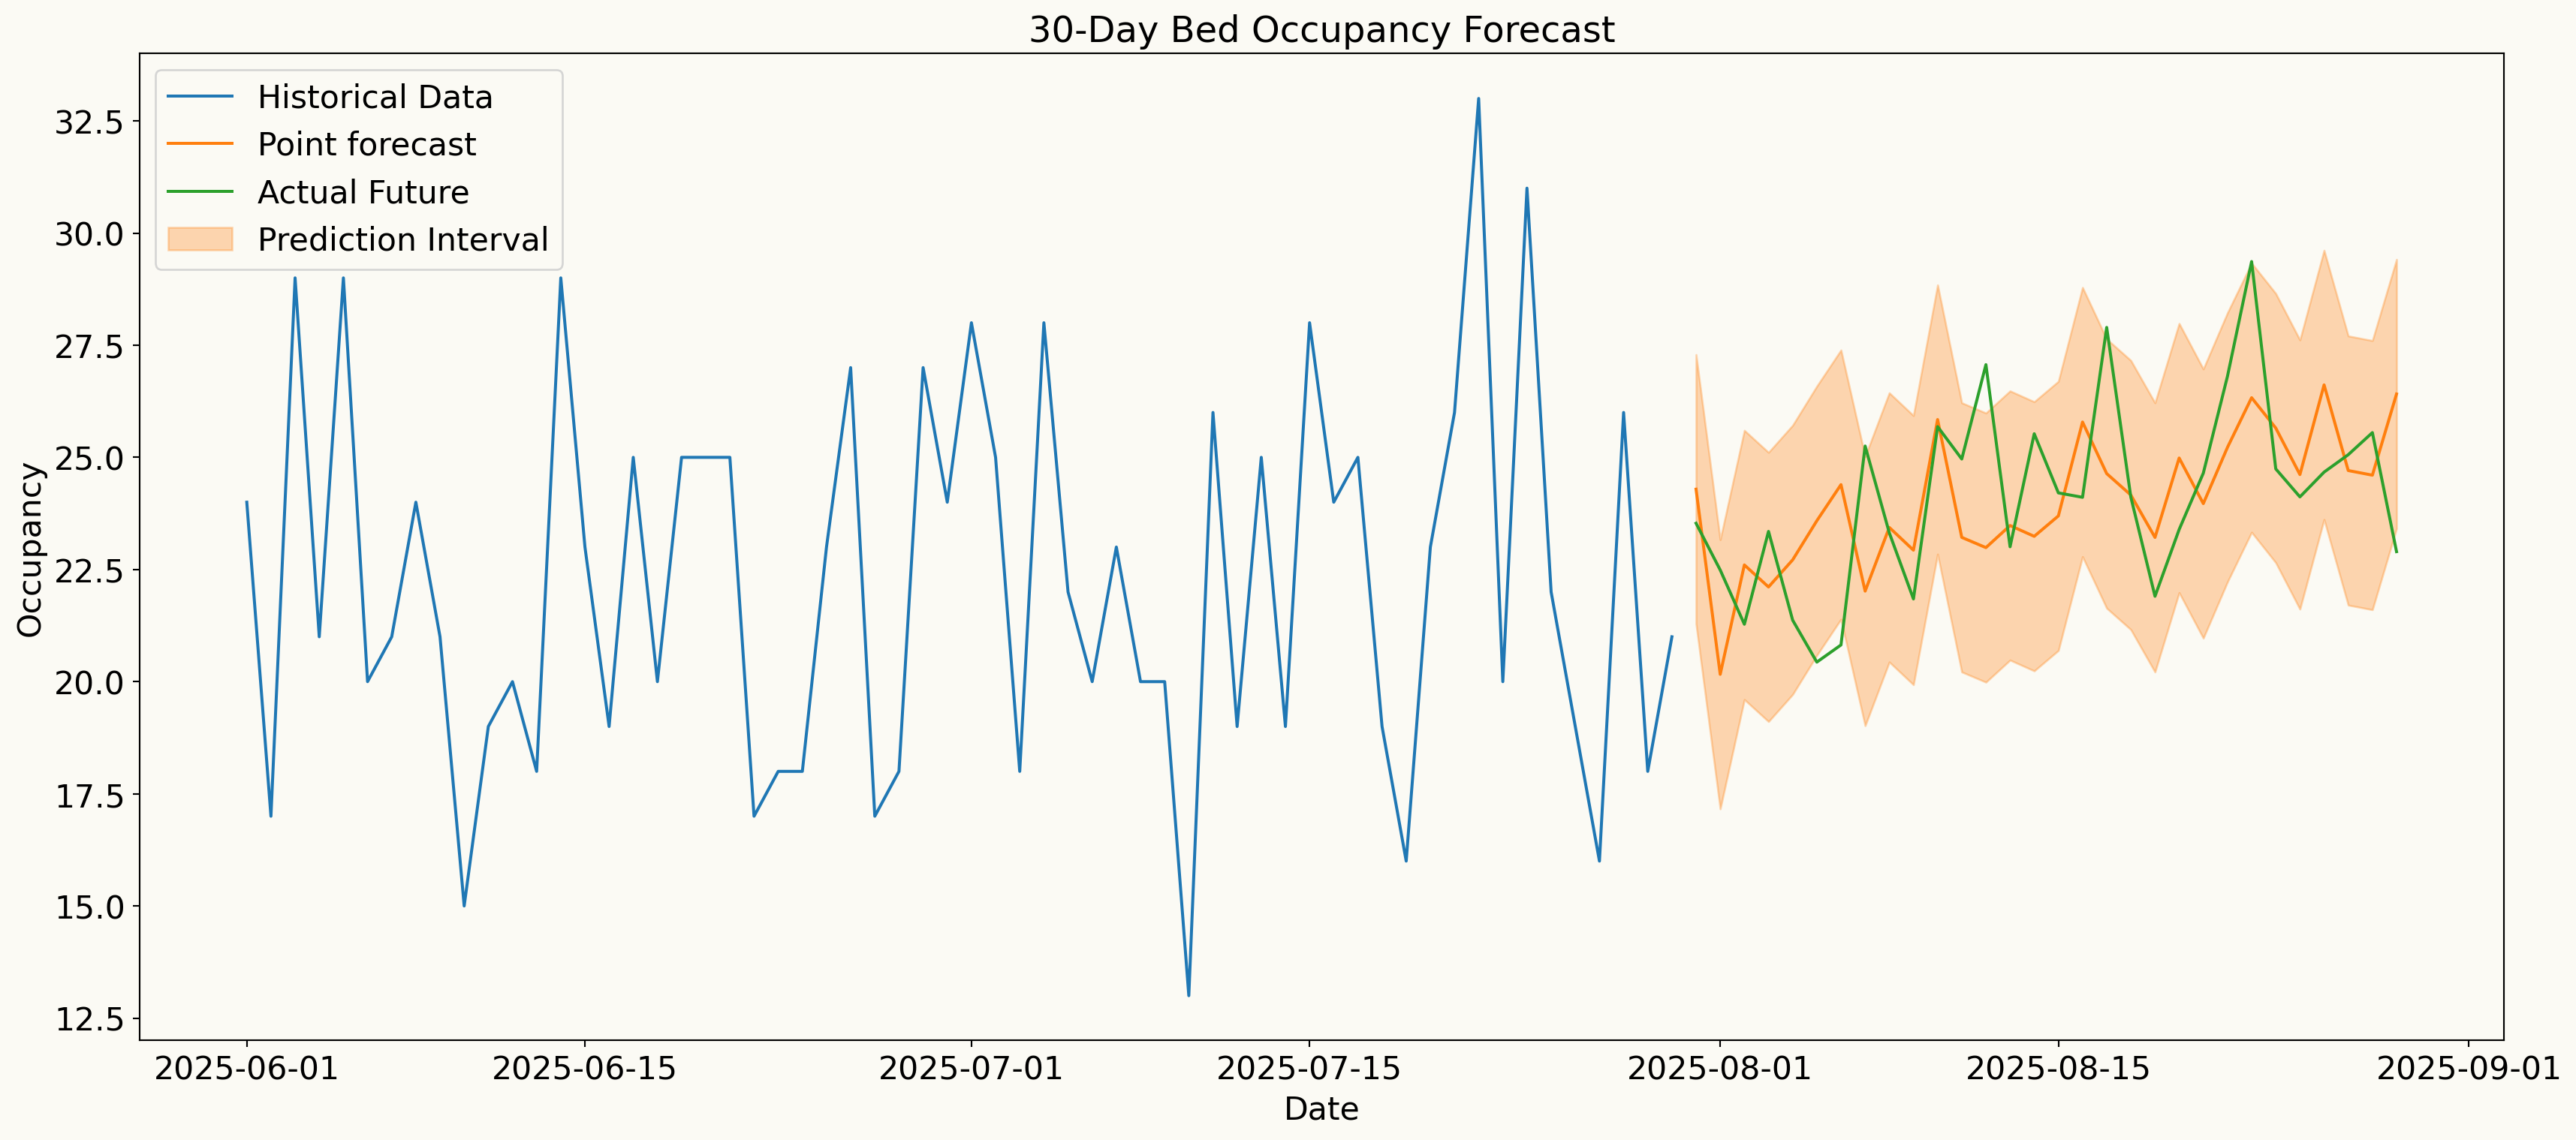 30-Day Bed Occupancy Forecast
Historical Data
Point forecast
Actual Future
Prediction Interval
32.5
30.0
27.5
25.0
22.5
20.0
17.5
15.0
12.5
Occupancy
2025-06-01 2025-06-15 2025-07-01 2025-07-15 2025-08-01 2025-08-15 2025-09-01
Date